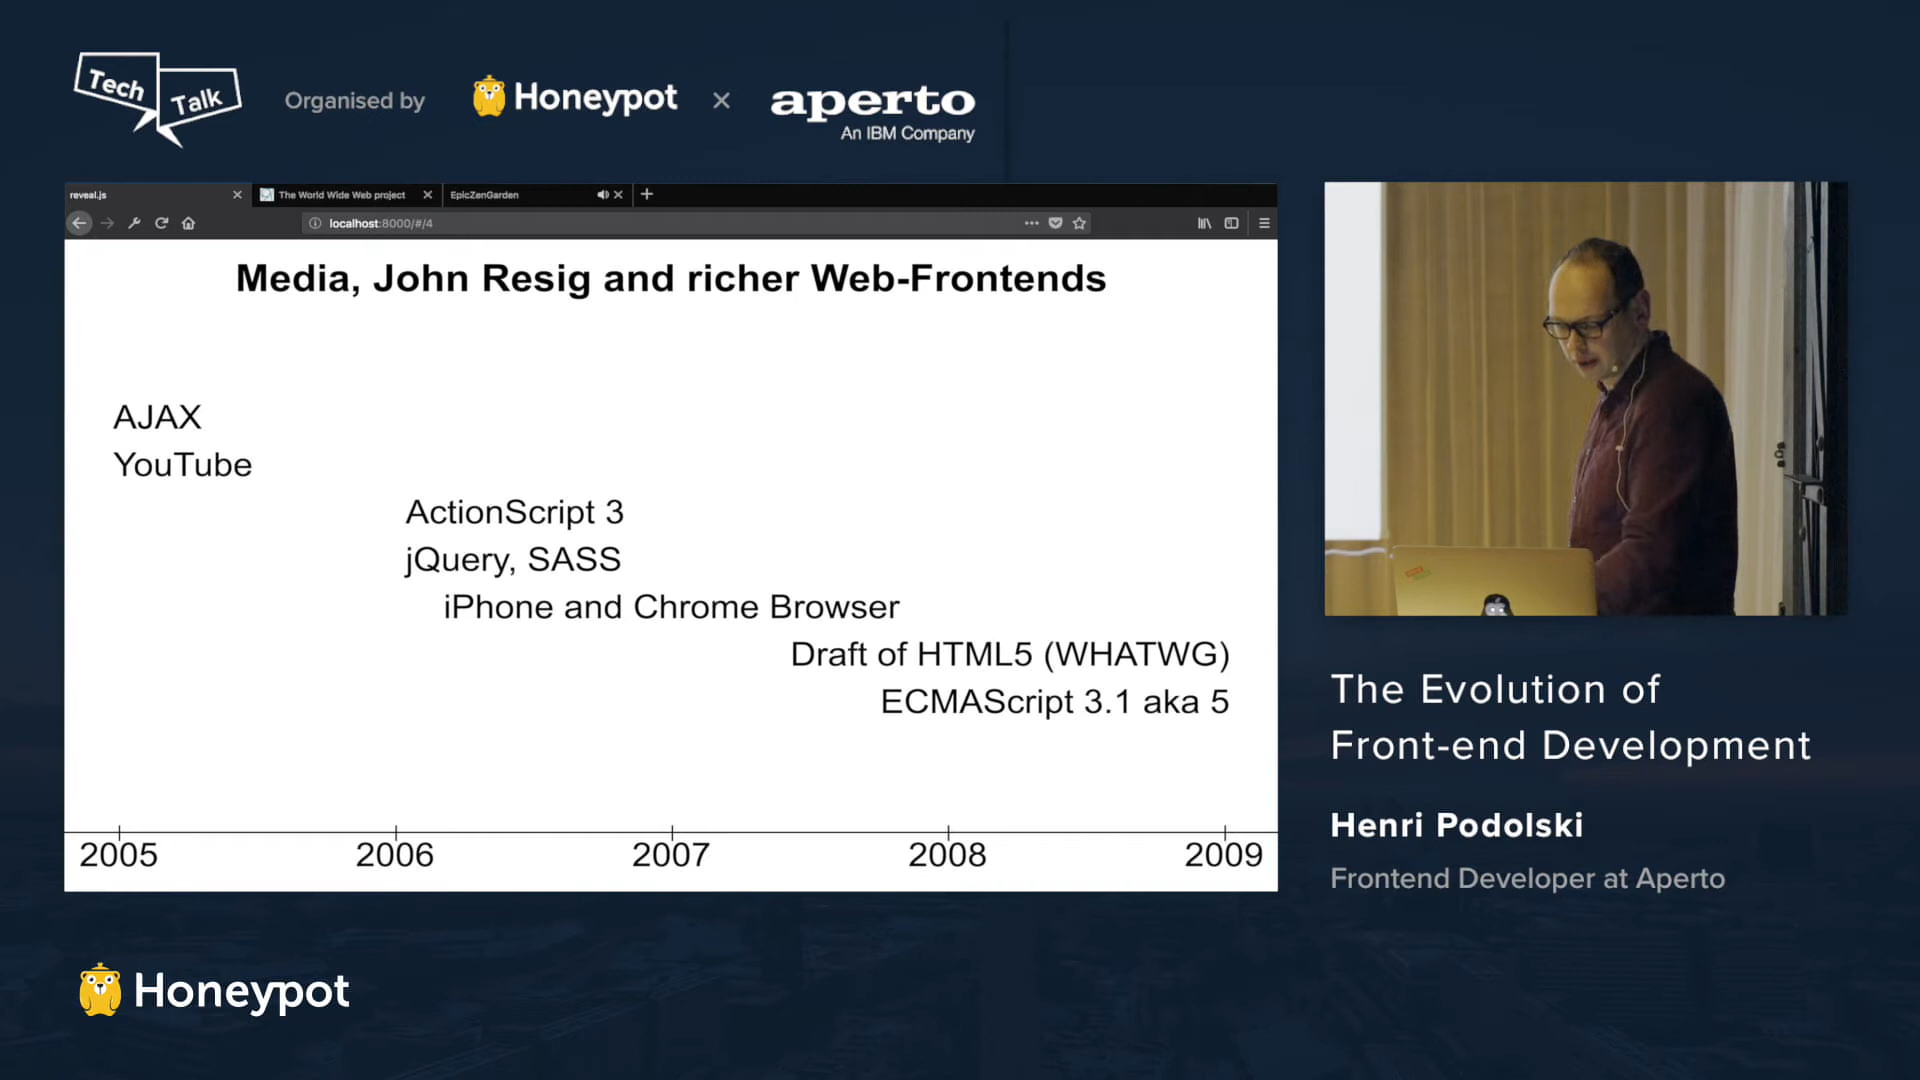 Tech
Talk
Organised by
Honeypot
×
aperto
An IBM Company
reveal.js
The World Wide Web project
EpicZenGarden
localhost:8000/#/4
Media, John Resig and richer Web-Frontends
AJAX
YouTube
ActionScript 3
jQuery, SASS
iPhone and Chrome Browser
Draft of HTML5 (WHATWG)
ECMAScript 3.1 aka 5
2005 2006 2007 2008 2009
The Evolution of
Front-end Development
Henri Podolski
Frontend Developer at Aperto
Honeypot